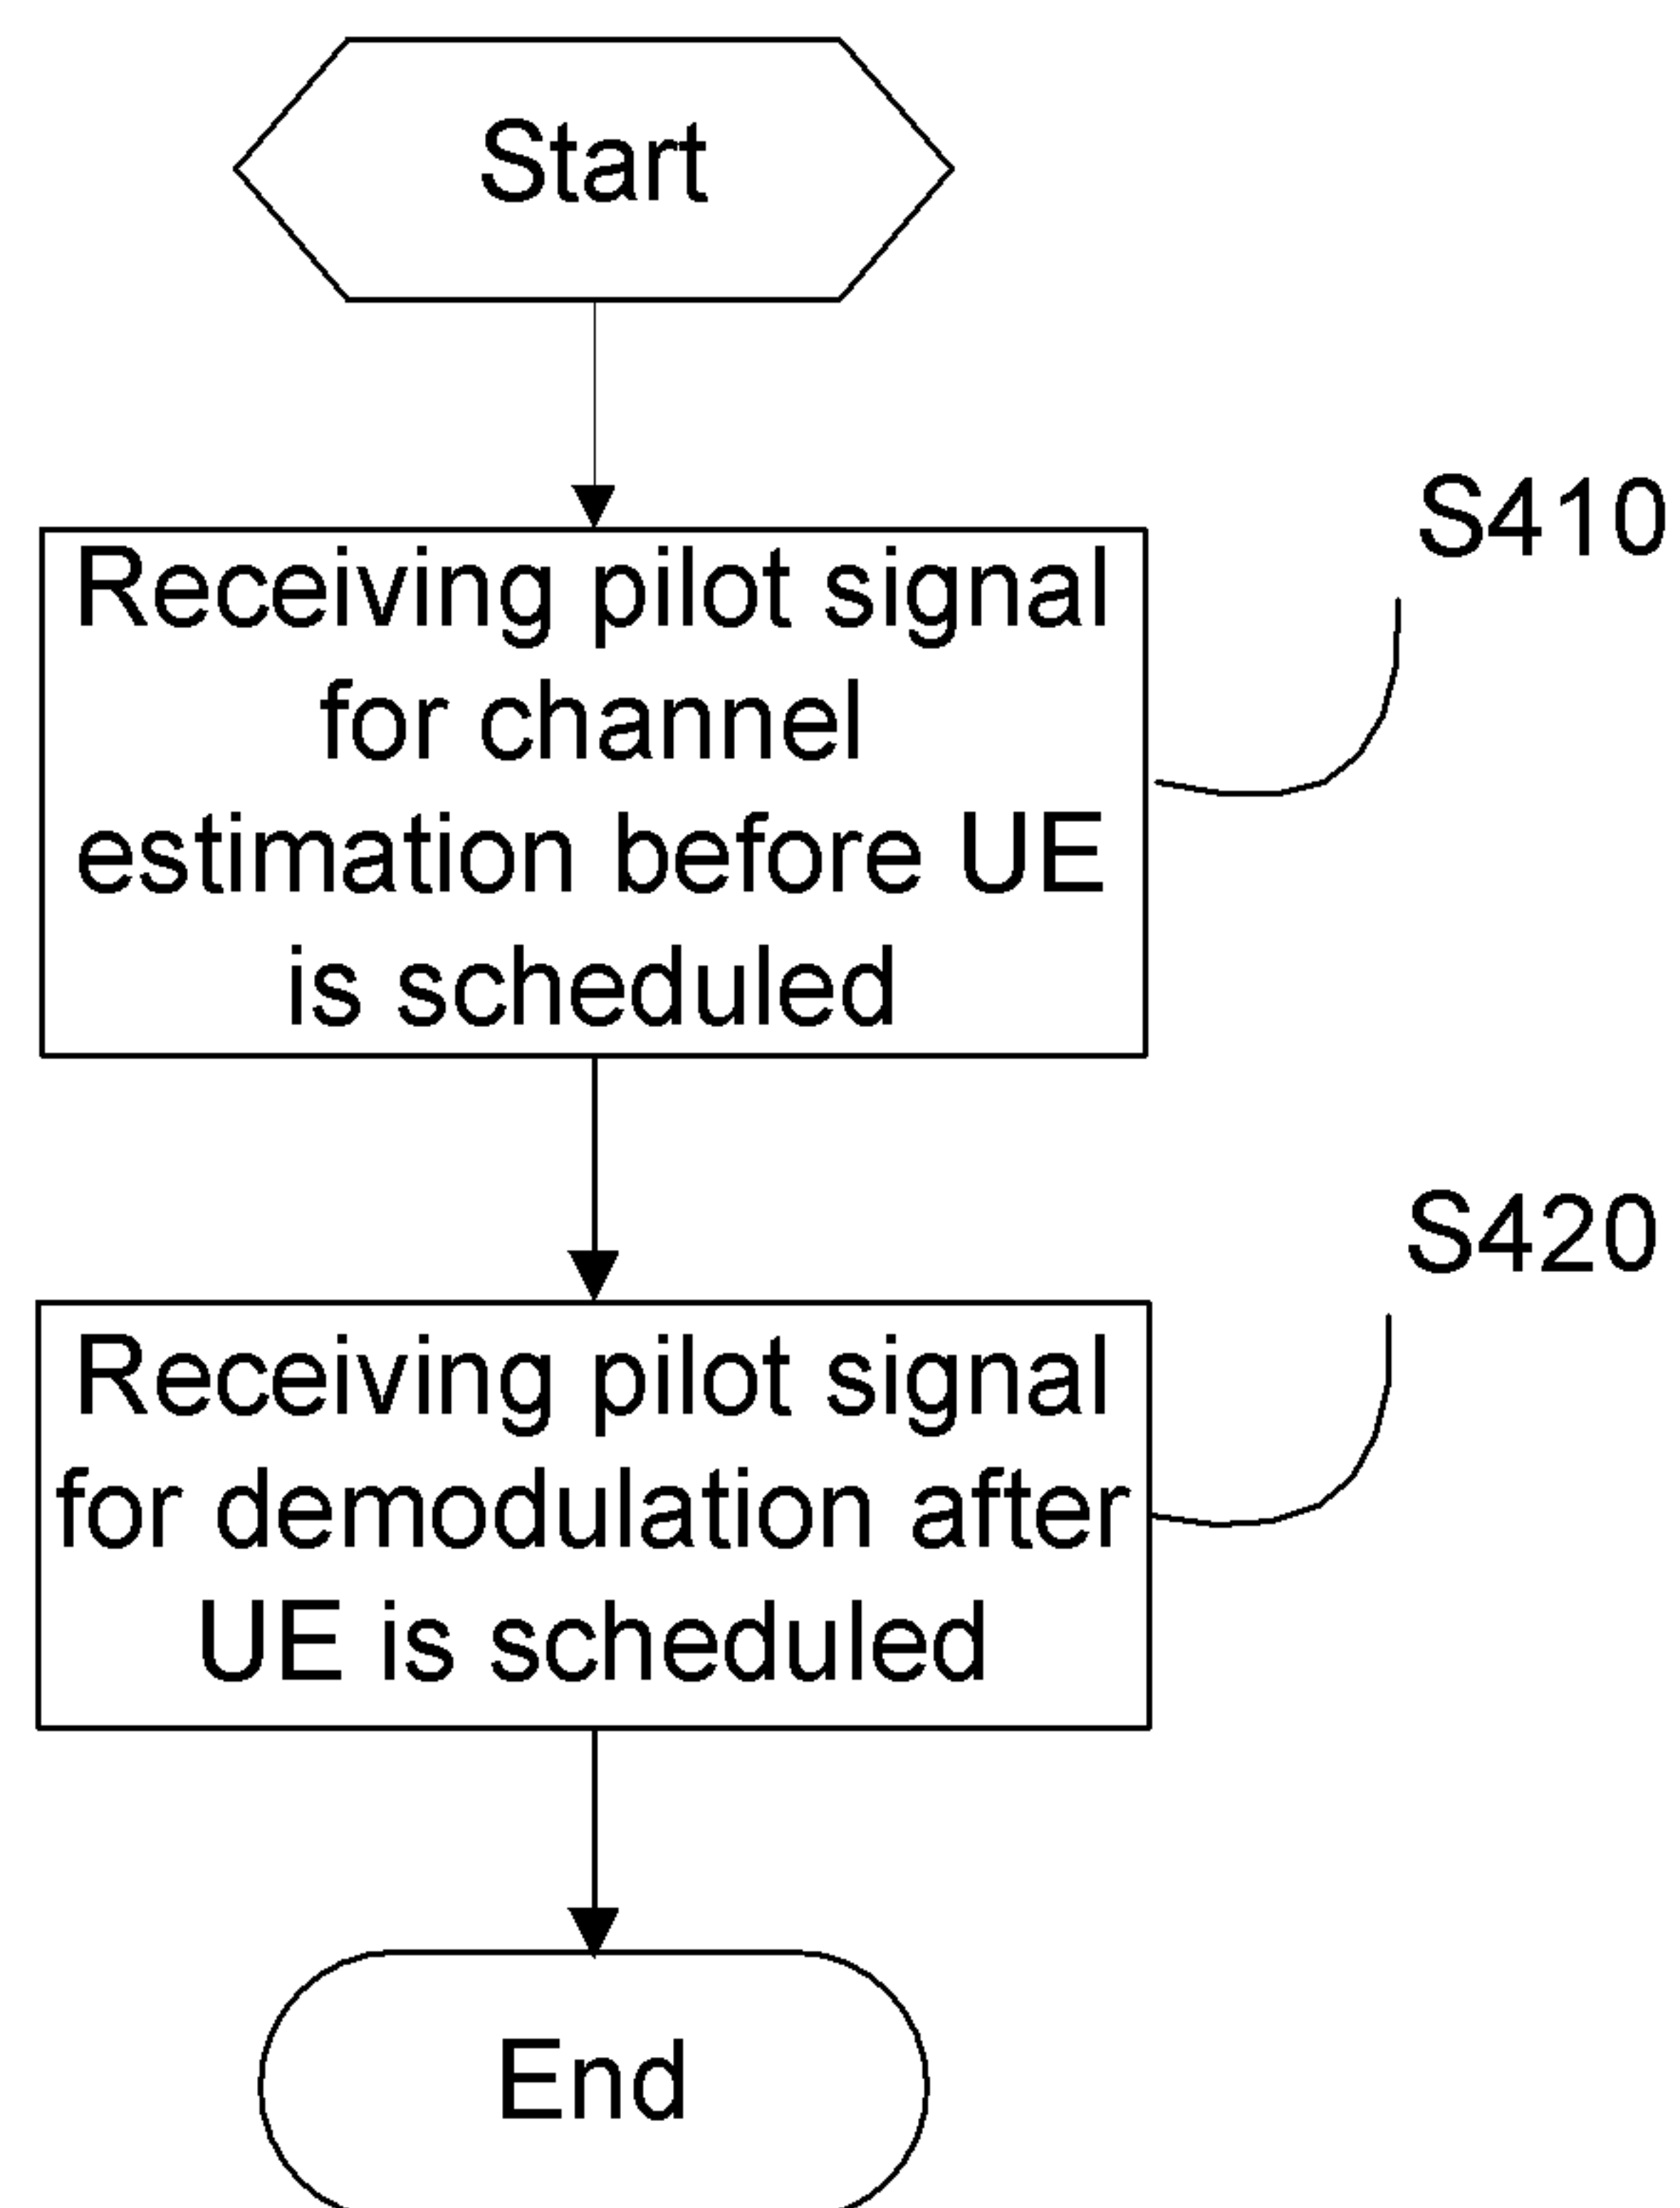 Start
S410
Receiving pilot signal
for channel
estimation before UE
is scheduled
S420
Receiving pilot signal
for demodulation after
UE is scheduled
End